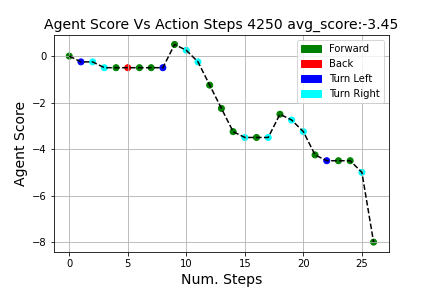 Agent Score Vs Action Steps 4250 avg_score:-3.45
Agent Score
0
−2
−4
−6
−8
Forward
Back
Turn Left
Turn Right
0
5
10
15
20
25
Num. Steps